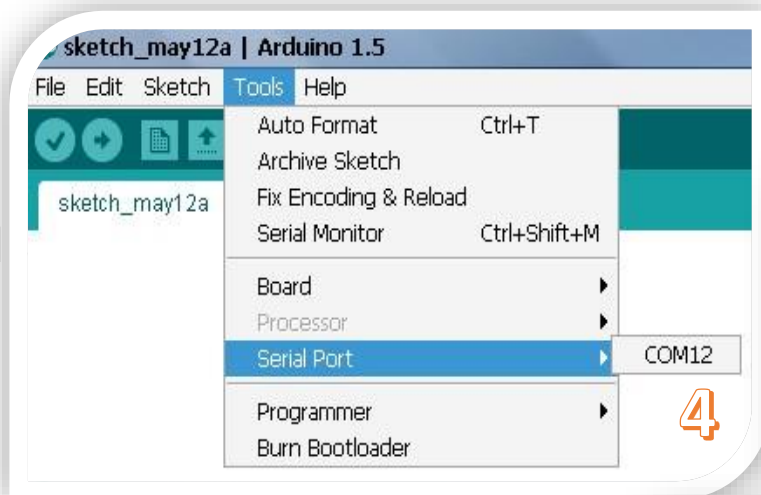 sketch_may12a | Arduino 1.5
File Edit Sketch Tools Help
sketch_may12a
Auto Format Ctrl+T
Archive Sketch
Fix Encoding & Reload
Serial Monitor Ctrl+Shift+M
Board
Processor
Serial Port
COM12
Programmer
Burn Bootloader
4